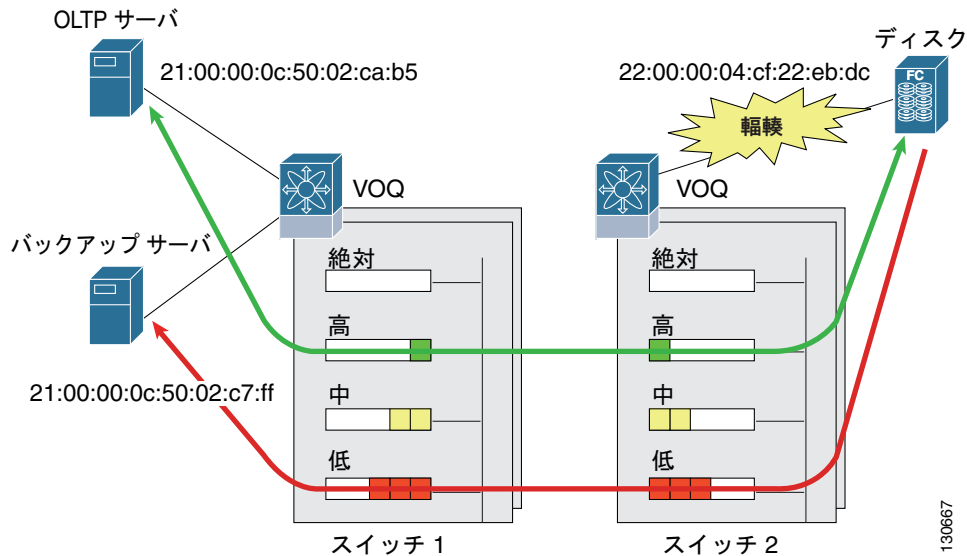 OLTP サーバ
ディスク
21:00:00:0c:50:02:ca:b5
22:00:00:04:cf:22:eb:dc
FC
輻輳
VOQ
VOQ
バックアップ サーバ
絶対
絶対
高
高
21:00:00:0c:50:02:c7:ff
中
中
低
低
スイッチ 1
スイッチ 2
130667